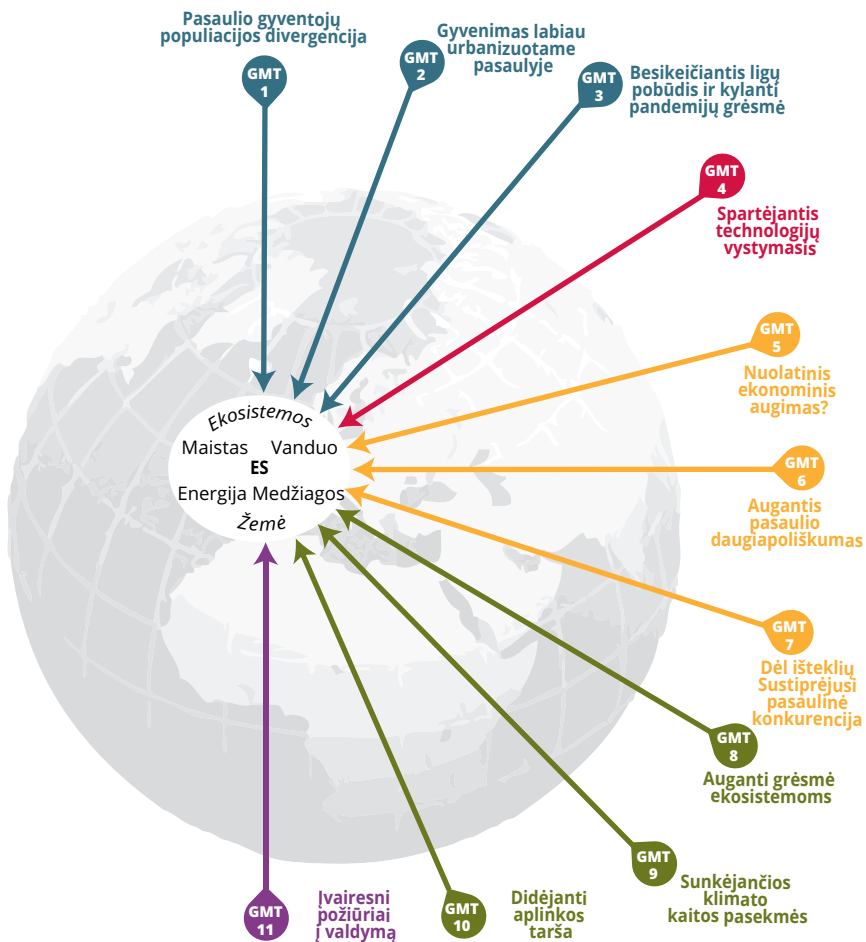 Pasaulio gyventojų
populiacijos divergencija
GMT
1
Gyvenimas labiau
urbanizuotame
pasaulyje
GMT
2
Besikeičiantis ligų
pobūdis ir kylanti
pandemijų grėsmė
GMT
3
GMT
4
Spartėjantis
technologijų
vystymasis
GMT
5
Nuolatinis
ekonominis
augimas?
GMT
6
Augantis
pasaulio
daugiapoliškumas
GMT
7
Dėl išteklių
Sustiprėjusi
pasaulinė
konkurencija
GMT
8
Auganti grėsmė
ekosistemoms
GMT
9
Sunkėjančios
klimato
kaitos pasekmės
GMT
10
Didėjanti
aplinkos
tarša
GMT
11
Įvairesni
požiūriai
į valdymą
Ekosistemos
Maistas Vanduo
ES
Energija Medžiagos
Žemė